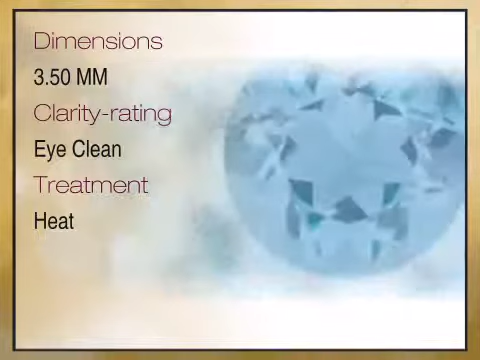 Dimensions
3.50 MM
Clarity-rating
Eye Clean
Treatment
Heat